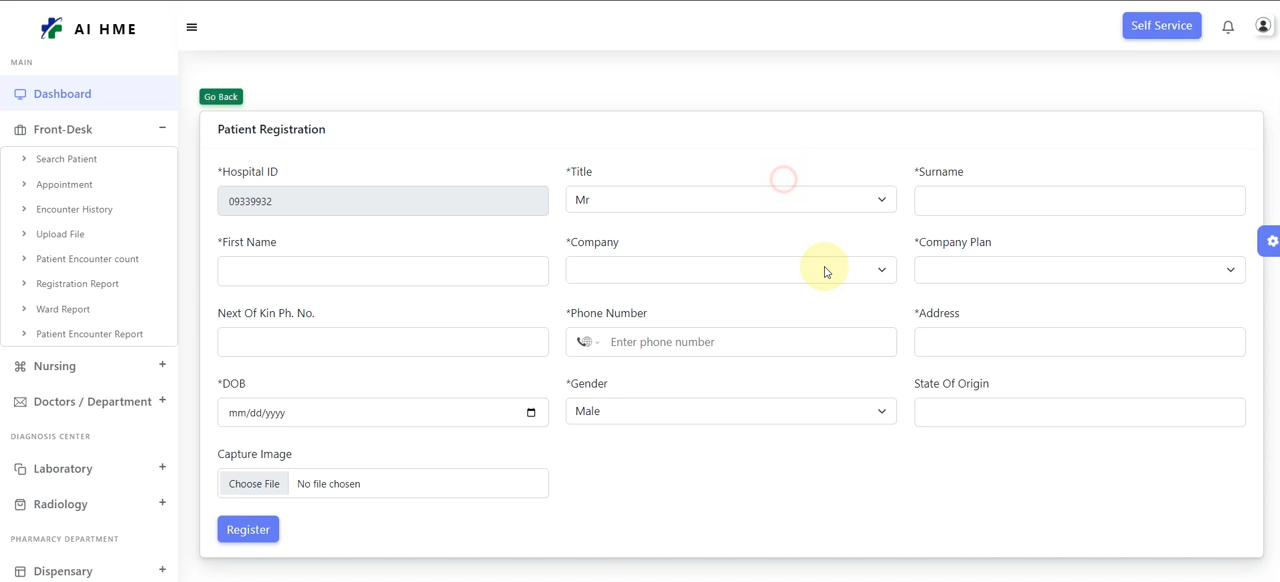 AI HME
Self Service
MAIN
Dashboard
Front-Desk
Search Patient
Appointment
Encounter History
Upload File
Patient Encounter count
Registration Report
Ward Report
Patient Encounter Report
Nursing
Doctors / Department
DIAGNOSIS CENTER
Laboratory
Radiology
PHARMARCY DEPARTMENT
Dispensary
Go Back
Patient Registration
*Hospital ID
*Title
*Surname
09339932
Mr
*First Name
*Company
*Company Plan
Next Of Kin Ph. No.
*Phone Number
*Address
Enter phone number
*DOB
*Gender
State Of Origin
mm/dd/yyyy
Male
Capture Image
Choose File No file chosen
Register